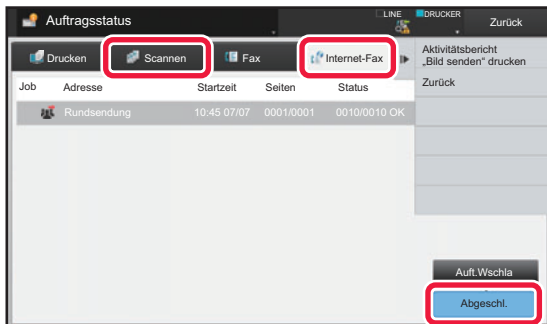 Auftragsstatus
LINE
DRUCKER
Zurück
Drucken
Scannen
Fax
Internet-Fax
Aktivitätsbericht
„Bild senden“ drucken
Zurück
Job Adresse Startzeit Seiten Status
Rundsendung 10:45 07/07 0001/0001 0010/0010 OK
Auft.Wschla
Abgeschl.